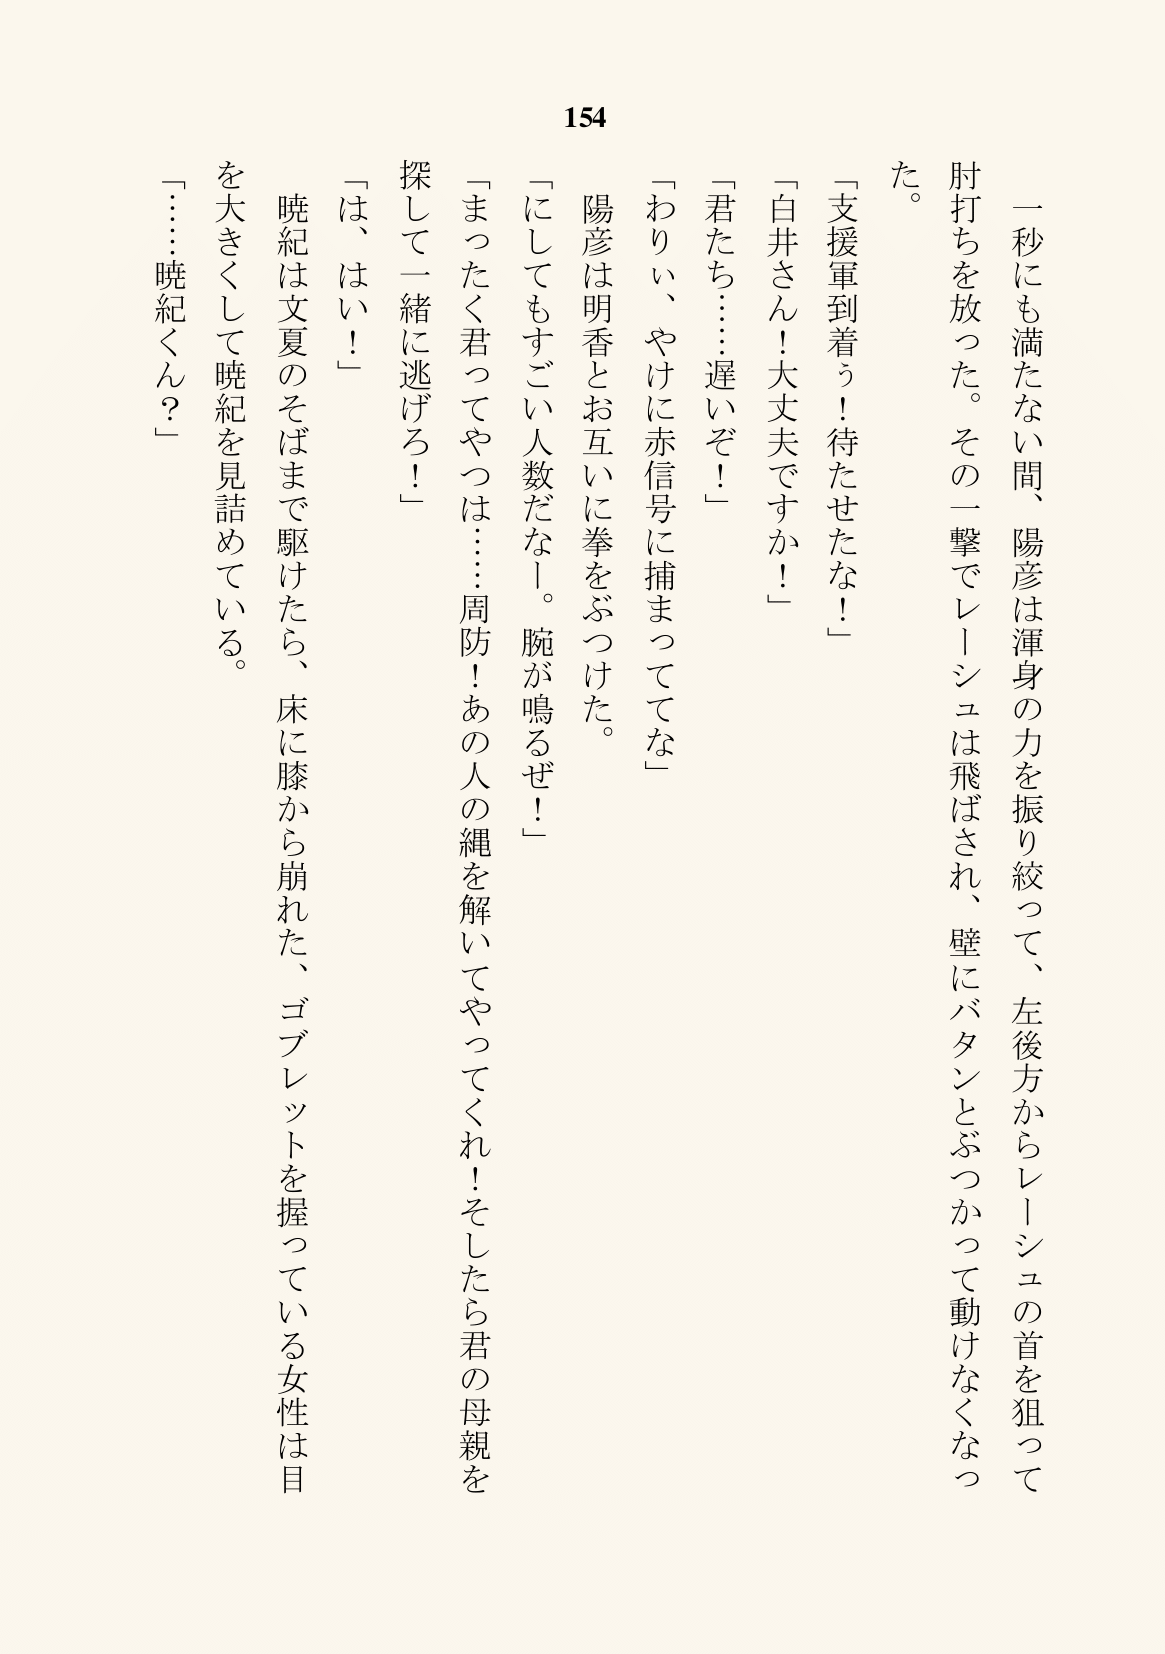 154
一秒にも満たない間、陽彦は渾身の力を振り絞って、左後方からレーシュの首を狙って
肘打ちを放った。その一撃でレーシュは飛ばされ、壁にバタンとぶつかって動けなくなっ
た。
「支援軍到着ぅ！待たせたな！」
「白井さん！大丈夫ですか！」
「君たち……遅いぞ！」
「わりぃ、やけに赤信号に捕まっててな」
陽彦は明香とお互いに拳をぶつけた。
「にしてもすごい人数だなー。腕が鳴るぜ！」
「まったく君ってやつは……周防！あの人の縄を解いてやってくれ！そしたら君の母親を
探して一緒に逃げろ！」
「は、はい！」
暁紀は文夏のそばまで駆けたら、床に膝から崩れた、ゴブレットを握っている女性は目
を大きくして暁紀を見詰めている。
「……暁紀くん？」